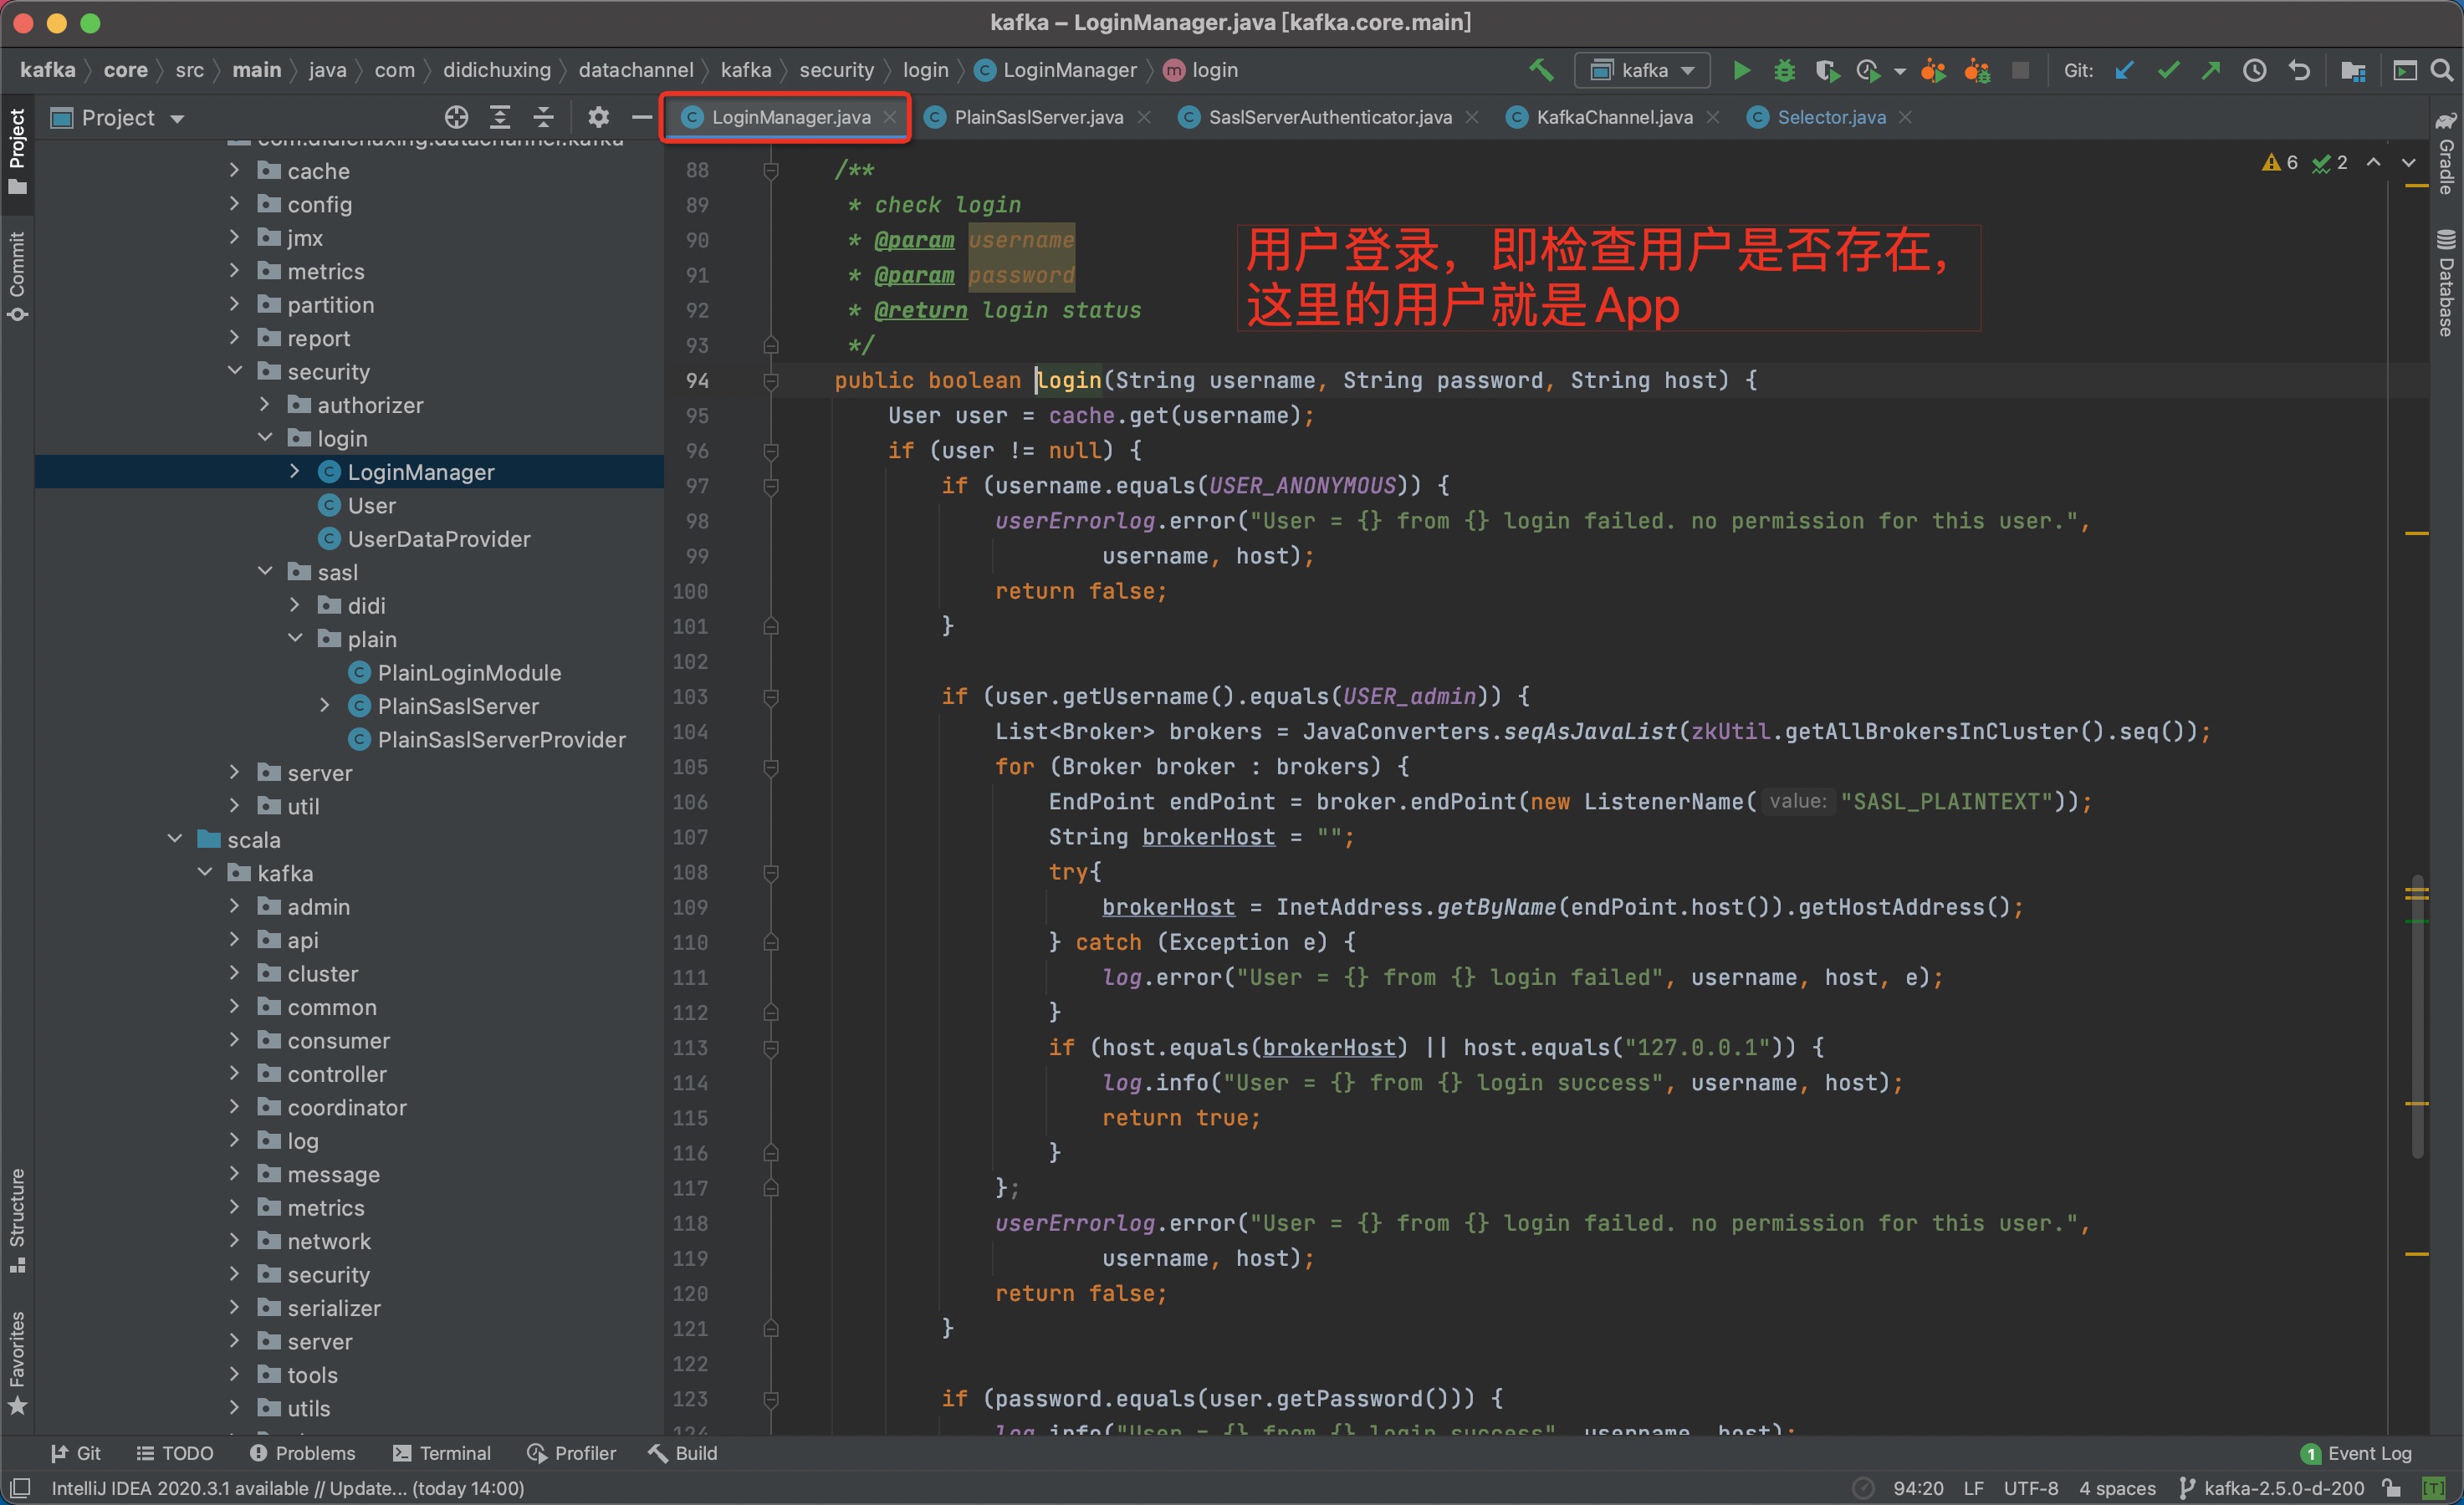 kafka – LoginManager.java [kafka.core.main]
kafka core src main java com didichuxing datachannel kafka security login LoginManager login
kafka Git:
Project
LoginManager.java PlainSaslServer.java SaslServerAuthenticator.java KafkaChannel.java Selector.java
Project
Commit
Structure
Favorites
com.didichuxing.datachannel.kafka
cache
config
jmx
metrics
partition
report
security
authorizer
login
LoginManager
User
UserDataProvider
sasl
didi
plain
PlainLoginModule
PlainSaslServer
PlainSaslServerProvider
server
util
scala
kafka
admin
api
cluster
common
consumer
controller
coordinator
log
message
metrics
network
security
serializer
server
tools
utils
6 2
用户登录，即检查用户是否存在，
这里的用户就是App
88 /**
89 * check login
90 * @param username
91 * @param password
92 * @return login status
93 */
94 public boolean login(String username, String password, String host) {
95 User user = cache.get(username);
96 if (user != null) {
97 if (username.equals(USER_ANONYMOUS)) {
98 userErrorlog.error("User = {} from {} login failed. no permission for this user.",
99 username, host);
100 return false;
101 }
102
103 if (user.getUsername().equals(USER_admin)) {
104 List<Broker> brokers = JavaConverters.seqAsJavaList(zkUtil.getAllBrokersInCluster().seq());
105 for (Broker broker : brokers) {
106 EndPoint endPoint = broker.endPoint(new ListenerName( value: "SASL_PLAINTEXT"));
107 String brokerHost = "";
108 try{
109 brokerHost = InetAddress.getByName(endPoint.host()).getHostAddress();
110 } catch (Exception e) {
111 log.error("User = {} from {} login failed", username, host, e);
112 }
113 if (host.equals(brokerHost) || host.equals("127.0.0.1")) {
114 log.info("User = {} from {} login success", username, host);
115 return true;
116 }
117 };
118 userErrorlog.error("User = {} from {} login failed. no permission for this user.",
119 username, host);
120 return false;
121 }
122
123 if (password.equals(user.getPassword())) {
124 log.info("User = {} from {} login success", username, host);
Gradle
Database
Git TODO Problems Terminal Profiler Build
1 Event Log
IntelliJ IDEA 2020.3.1 available // Update... (today 14:00)
94:20 LF UTF-8 4 spaces kafka-2.5.0-d-200 [T]